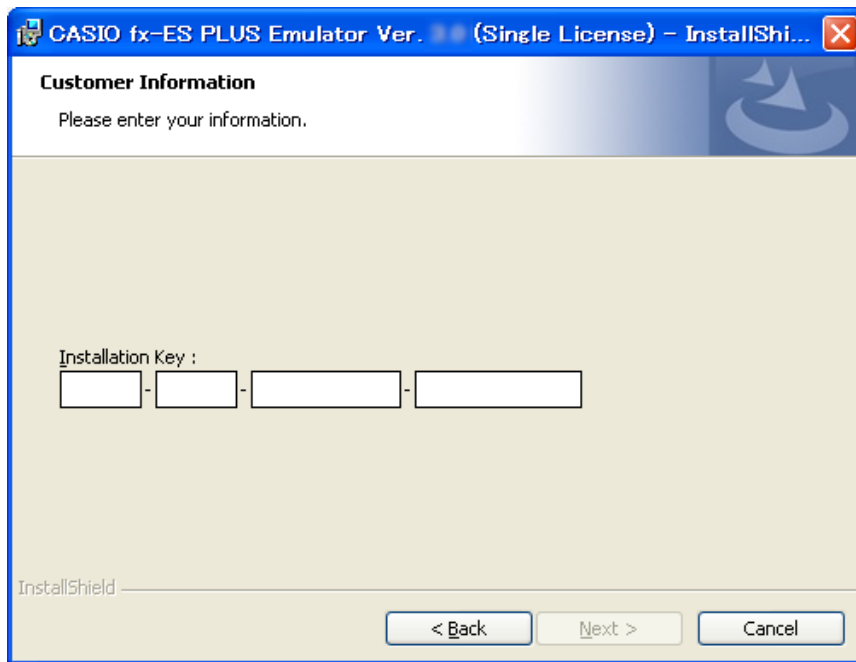 CASIO fx-ES PLUS Emulator Ver. (Single License) - InstallShi...
Customer Information
Please enter your information.
Installation Key :
- - -
InstallShield
< Back Next > Cancel